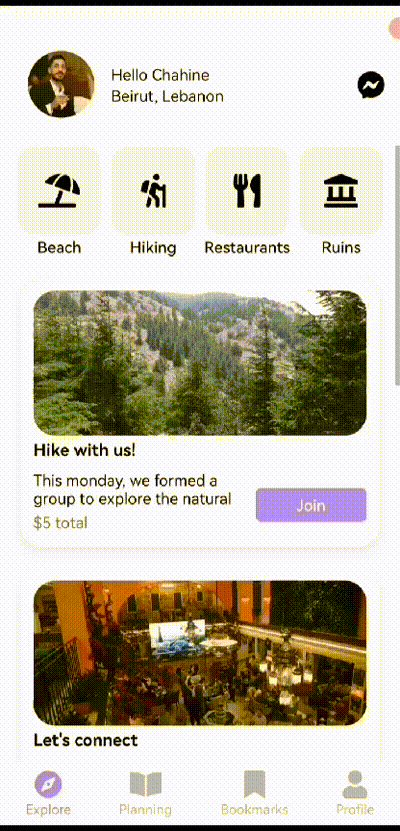 Hello Chahine
Beirut, Lebanon
Beach
Hiking
Restaurants
Ruins
Hike with us!
This monday, we formed a
group to explore the natural
$5 total
Join
Let's connect
Explore
Planning
Bookmarks
Profile